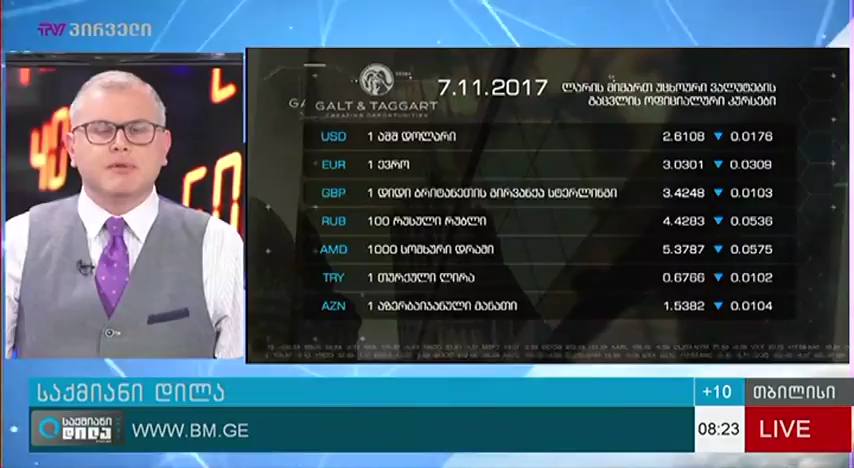 TV ᲞᲘᲠᲕᲔᲚᲘ
GALT & TAGGART
CREATING OPPORTUNITIES
7.11.2017
ᲚᲐᲠᲘᲡ ᲛᲘᲛᲐᲠᲗ ᲣᲪᲮᲝᲣᲠᲘ ᲕᲐᲚᲣᲢᲔᲑᲘᲡ
ᲒᲐᲪᲕᲚᲘᲡ ᲝᲤᲘᲪᲘᲐᲚᲣᲠᲘ ᲙᲣᲠᲡᲔᲑᲘ
USD 1 ᲐᲨᲨ ᲓᲝᲚᲐᲠᲘ 2.6108 ▼ 0.0176
EUR 1 ᲔᲕᲠᲝ 3.0301 ▼ 0.0309
GBP 1 ᲓᲘᲓᲘ ᲑᲠᲘᲢᲐᲜᲔᲗᲘᲡ ᲒᲘᲠᲕᲐᲜᲥᲐ ᲡᲢᲔᲠᲚᲘᲜᲒᲘ 3.4248 ▼ 0.0103
RUB 100 ᲠᲣᲡᲣᲚᲘ ᲠᲣᲑᲚᲘ 4.4283 ▼ 0.0536
AMD 1000 ᲡᲝᲛᲮᲣᲠᲘ ᲓᲠᲐᲛᲘ 5.3787 ▼ 0.0575
TRY 1 ᲗᲣᲠᲥᲣᲚᲘ ᲚᲘᲠᲐ 0.6766 ▼ 0.0102
AZN 1 ᲐᲖᲔᲠᲑᲐᲘᲯᲐᲜᲣᲚᲘ ᲛᲐᲜᲐᲗᲘ 1.5382 ▼ 0.0104
ᲡᲐᲥᲛᲘᲐᲜᲘ ᲓᲘᲚᲐ
+10 ᲗᲑᲘᲚᲘᲡᲘ
ᲡᲐᲥᲛᲘᲐᲜᲘ
ᲓᲘᲚᲐ
WWW.BM.GE
08:23 LIVE